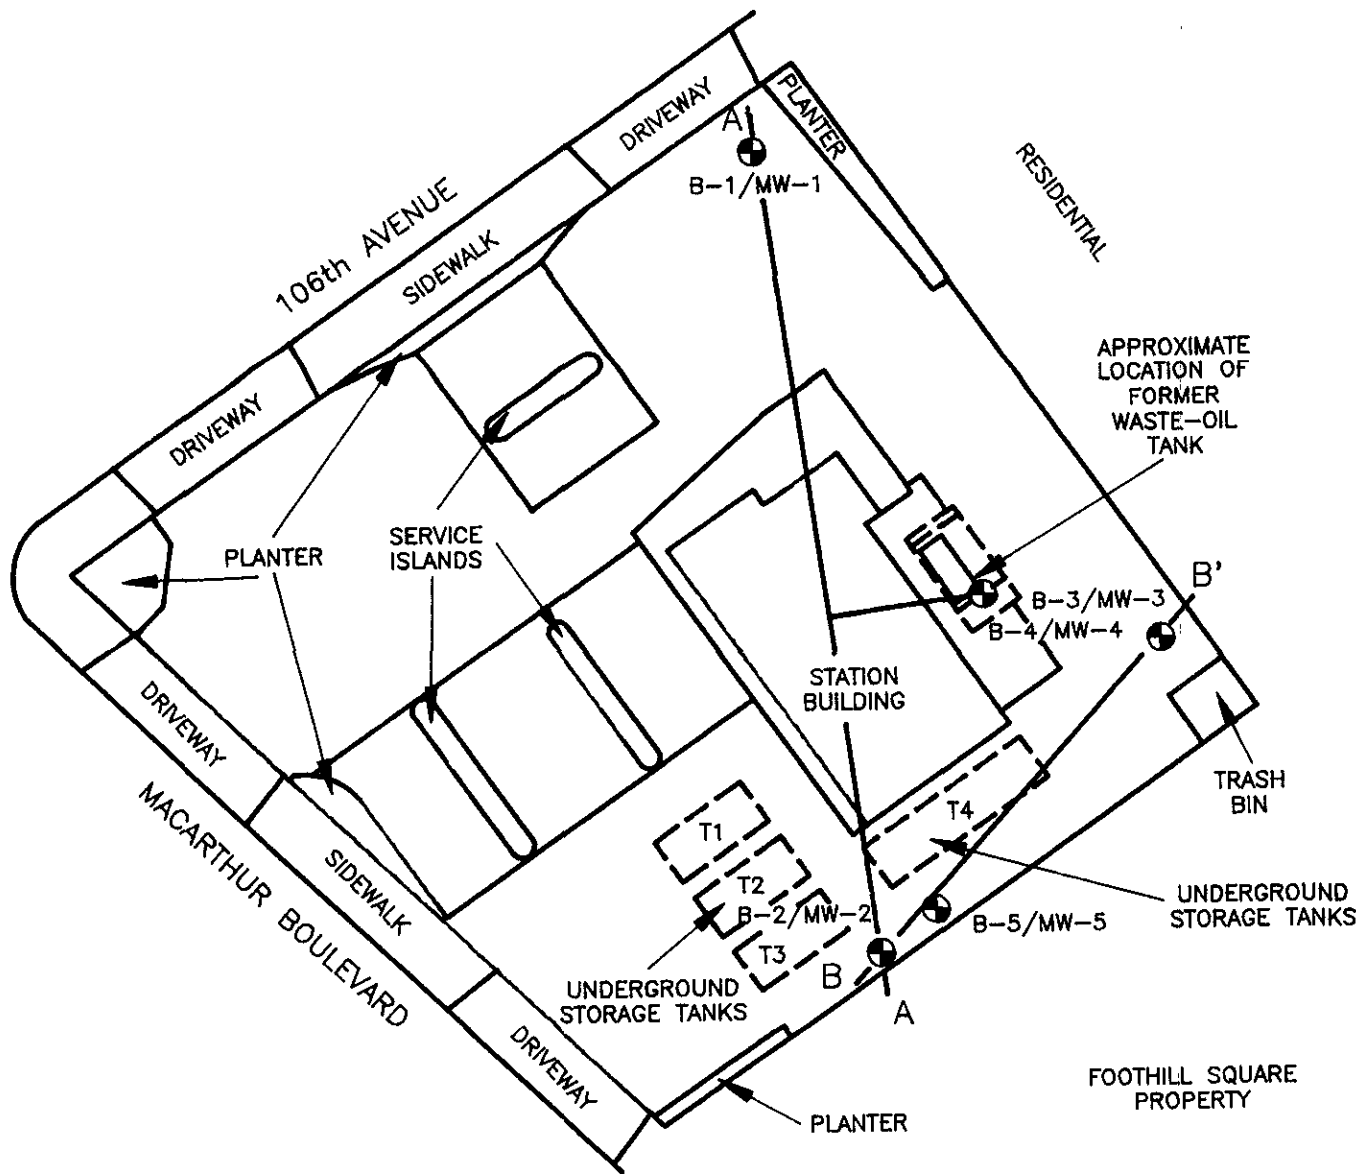 DRIVEWAY
PLANTER
A
B-1/MW-1
RESIDENTIAL
106th AVENUE
SIDEWALK
APPROXIMATE
LOCATION OF
FORMER
WASTE-OIL
TANK
DRIVEWAY
SERVICE
ISLANDS
PLANTER
B'
B-3/MW-3
B-4/MW-4
STATION
BUILDING
DRIVEWAY
TRASH
BIN
MACARTHUR BOULEVARD
T1
T4
SIDEWALK
T2
B-2/MW-2
T3
UNDERGROUND
STORAGE TANKS
B-5/MW-5
B
UNDERGROUND
STORAGE TANKS
A
DRIVEWAY
FOOTHILL SQUARE
PROPERTY
PLANTER